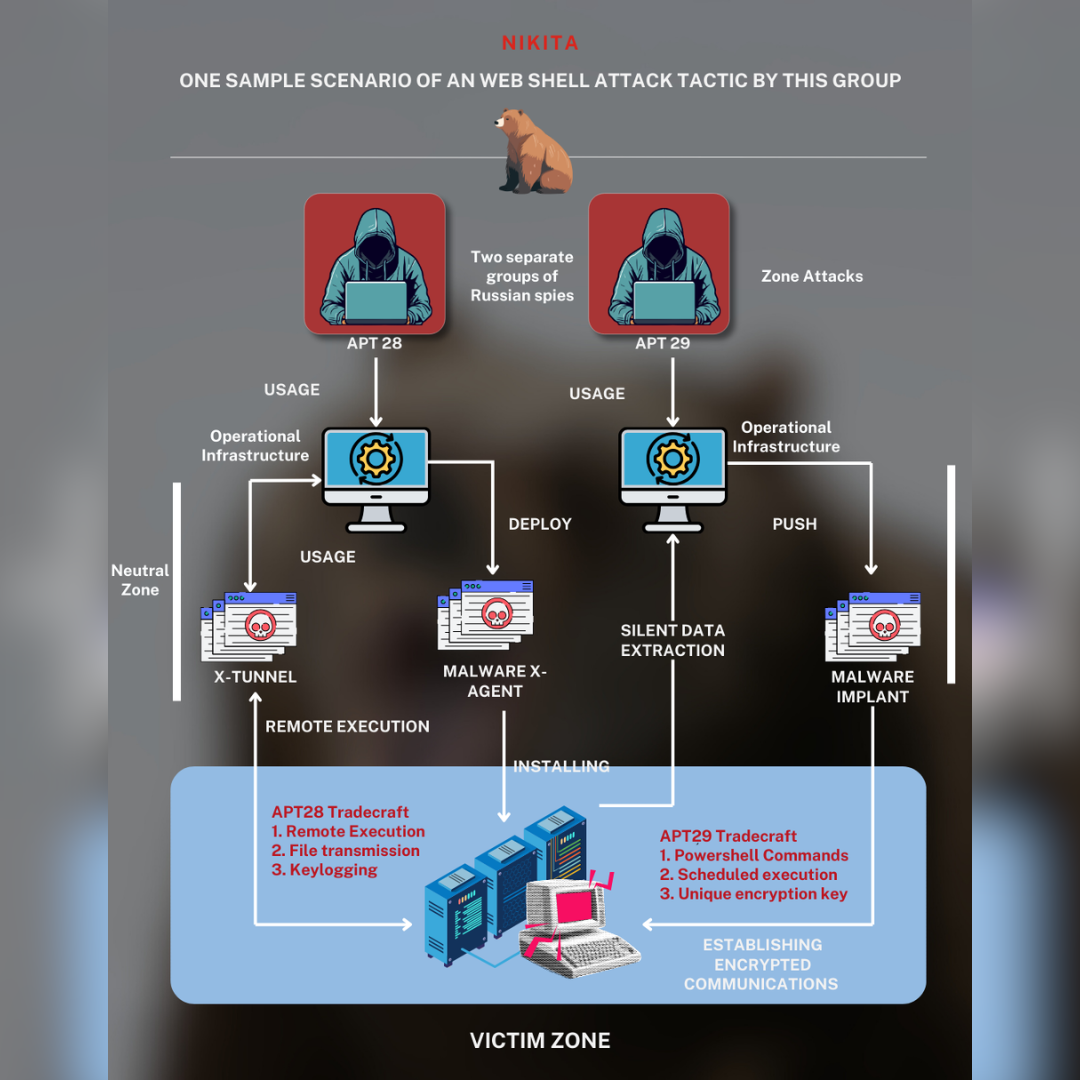 NIKITA
ONE SAMPLE SCENARIO OF AN WEB SHELL ATTACK TACTIC BY THIS GROUP
Two separate
groups of
Russian spies
Zone Attacks
APT 28
APT 29
USAGE
USAGE
Operational
Infrastructure
Operational
Infrastructure
DEPLOY
PUSH
USAGE
Neutral
Zone
SILENT DATA
EXTRACTION
X-TUNNEL
MALWARE X-
AGENT
MALWARE
IMPLANT
REMOTE EXECUTION
INSTALLING
APT28 Tradecraft
1. Remote Execution
2. File transmission
3. Keylogging
APT29 Tradecraft
1. Powershell Commands
2. Scheduled execution
3. Unique encryption key
ESTABLISHING
ENCRYPTED
COMMUNICATIONS
VICTIM ZONE